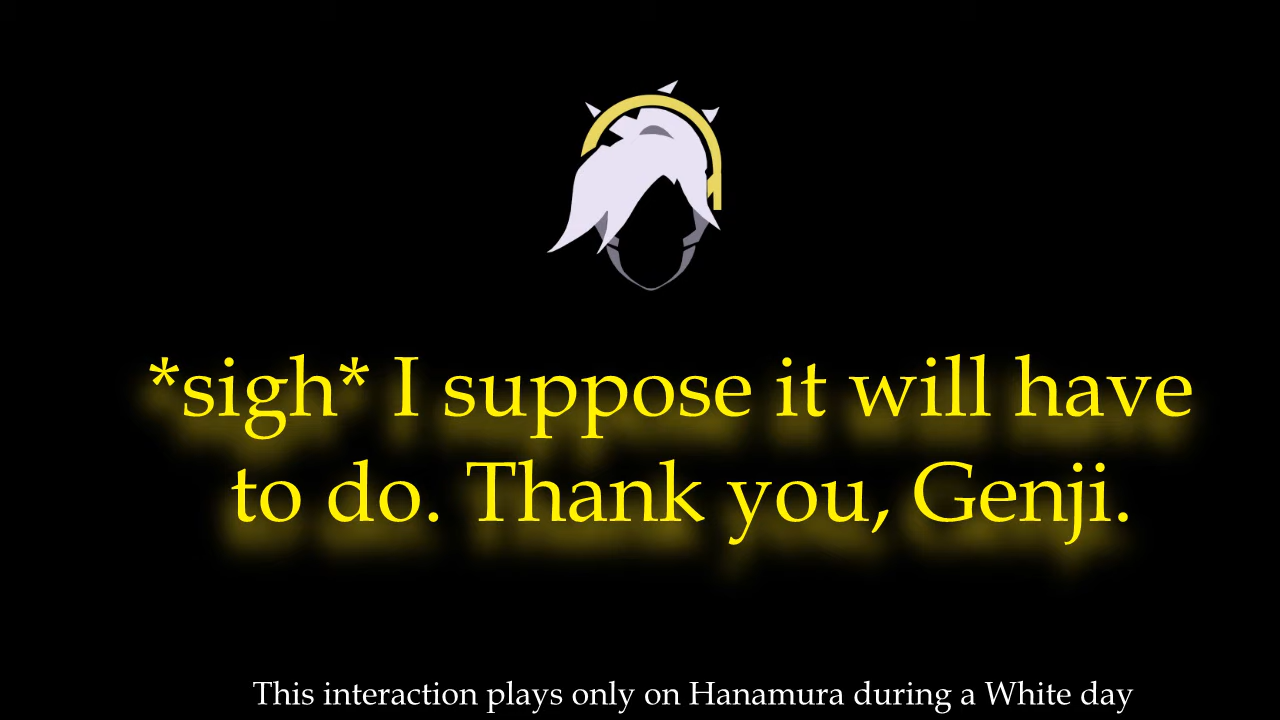 *sigh* I suppose it will have
to do. Thank you, Genji.
This interaction plays only on Hanamura during a White day